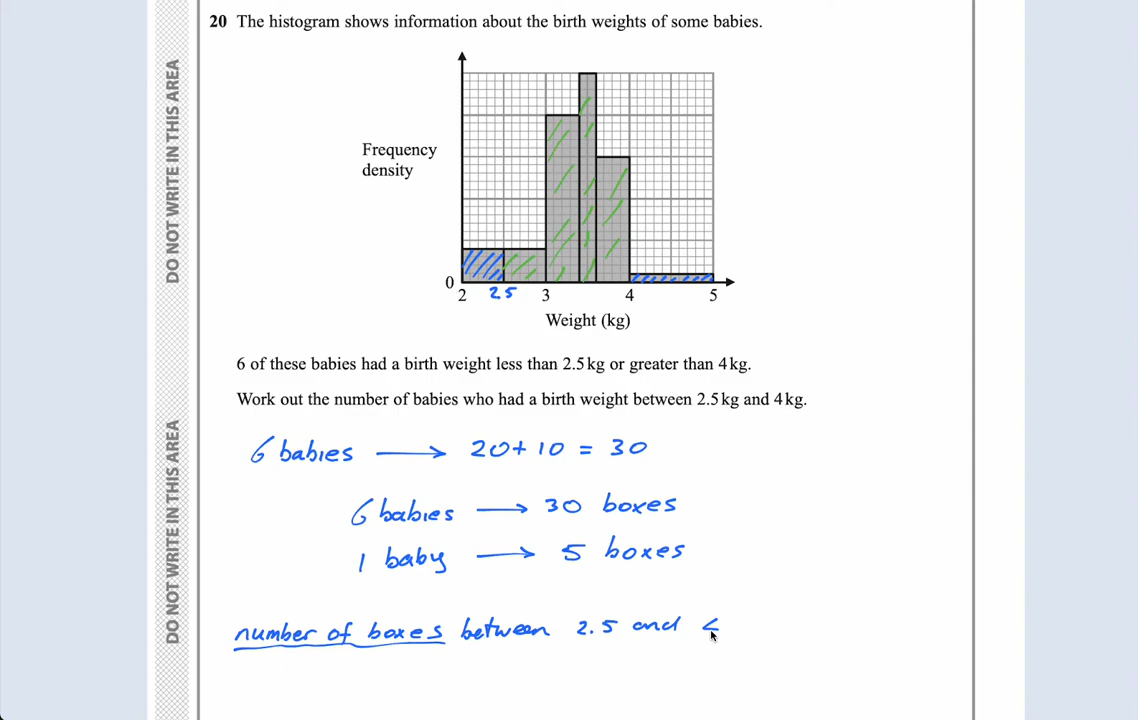 20 The histogram shows information about the birth weights of some babies.
DO NOT WRITE IN THIS AREA
Frequency
density
0
2 2.5 3 4 5
Weight (kg)
6 of these babies had a birth weight less than 2.5 kg or greater than 4 kg.
Work out the number of babies who had a birth weight between 2.5 kg and 4 kg.
DO NOT WRITE IN THIS AREA
6 babies → 20 + 10 = 30
6 babies → 30 boxes
1 baby → 5 boxes
number of boxes between 2.5 and